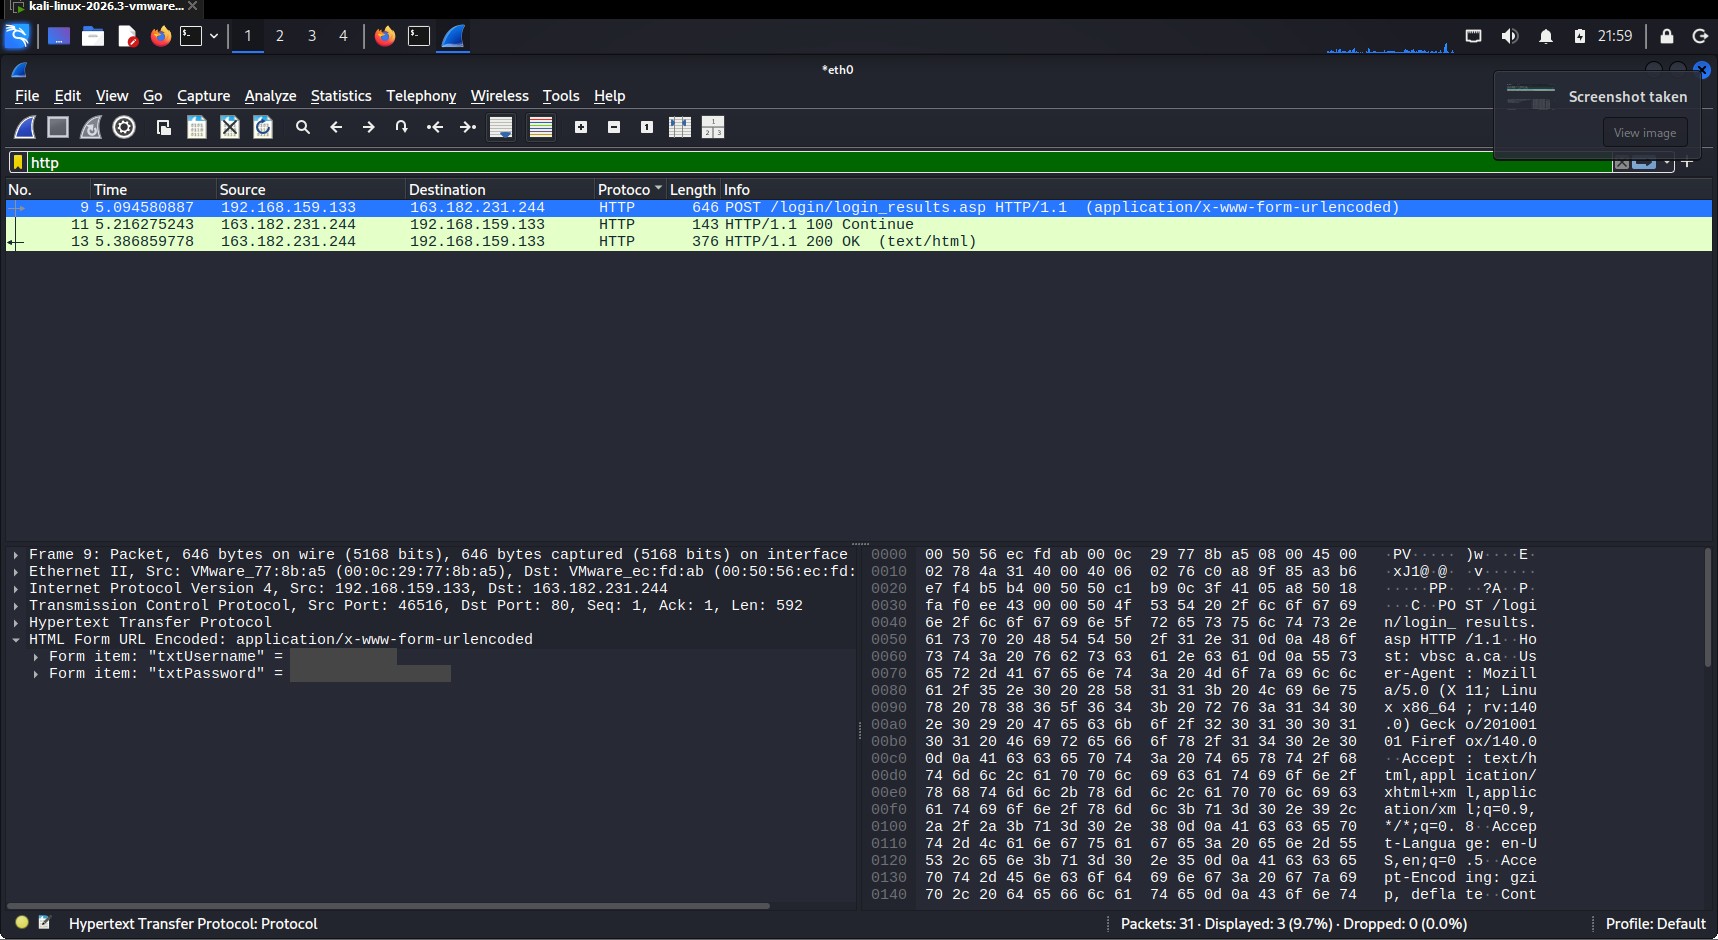 kali-linux-2026.3-vmware...
1 2 3 4
21:59
*eth0
File Edit View Go Capture Analyze Statistics Telephony Wireless Tools Help
Screenshot taken
View image
http
No. Time Source Destination Protoco Length Info
9 5.094580887 192.168.159.133 163.182.231.244 HTTP 646 POST /login/login_results.asp HTTP/1.1 (application/x-www-form-urlencoded)
11 5.216275243 163.182.231.244 192.168.159.133 HTTP 143 HTTP/1.1 100 Continue
13 5.386859778 163.182.231.244 192.168.159.133 HTTP 376 HTTP/1.1 200 OK (text/html)
Frame 9: Packet, 646 bytes on wire (5168 bits), 646 bytes captured (5168 bits) on interface
Ethernet II, Src: VMware_77:8b:a5 (00:0c:29:77:8b:a5), Dst: VMware_ec:fd:ab (00:50:56:ec:fd:
Internet Protocol Version 4, Src: 192.168.159.133, Dst: 163.182.231.244
Transmission Control Protocol, Src Port: 46516, Dst Port: 80, Seq: 1, Ack: 1, Len: 592
Hypertext Transfer Protocol
HTML Form URL Encoded: application/x-www-form-urlencoded
Form item: "txtUsername" =
Form item: "txtPassword" =
0000 00 50 56 ec fd ab 00 0c 29 77 8b a5 08 00 45 00 ·PV····· )w····E·
0010 02 78 4a 31 40 00 40 06 02 76 c0 a8 9f 85 a3 b6 ·xJ1@·@· ·v······
0020 e7 f4 b5 b4 00 50 50 c1 b9 0c 3f 41 05 a8 50 18 ·····PP· ··?A··P·
0030 fa f0 ee 43 00 00 50 4f 53 54 20 2f 6c 6f 67 69 ···C··PO ST /logi
0040 6e 2f 6c 6f 67 69 6e 5f 72 65 73 75 6c 74 73 2e n/login_ results.
0050 61 73 70 20 48 54 54 50 2f 31 2e 31 0d 0a 48 6f asp HTTP /1.1··Ho
0060 73 74 3a 20 76 62 73 63 61 2e 63 61 0d 0a 55 73 st: vbsc a.ca··Us
0070 65 72 2d 41 67 65 6e 74 3a 20 4d 6f 7a 69 6c 6c er-Agent : Mozill
0080 61 2f 35 2e 30 20 28 58 31 31 3b 20 4c 69 6e 75 a/5.0 (X 11; Linu
0090 78 20 78 38 36 5f 36 34 3b 20 72 76 3a 31 34 30 x x86_64 ; rv:140
00a0 2e 30 29 20 47 65 63 6b 6f 2f 32 30 31 30 30 31 .0) Geck o/201001
00b0 30 31 20 46 69 72 65 66 6f 78 2f 31 34 30 2e 30 01 Firef ox/140.0
00c0 0d 0a 41 63 63 65 70 74 3a 20 74 65 78 74 2f 68 ··Accept : text/h
00d0 74 6d 6c 2c 61 70 70 6c 69 63 61 74 69 6f 6e 2f tml,appl ication/
00e0 78 68 74 6d 6c 2b 78 6d 6c 2c 61 70 70 6c 69 63 xhtml+xm l,applic
00f0 61 74 69 6f 6e 2f 78 6d 6c 3b 71 3d 30 2e 39 2c ation/xm l;q=0.9,
0100 2a 2f 2a 3b 71 3d 30 2e 38 0d 0a 41 63 63 65 70 */*;q=0. 8··Accep
0110 74 2d 4c 61 6e 67 75 61 67 65 3a 20 65 6e 2d 55 t-Langua ge: en-U
0120 53 2c 65 6e 3b 71 3d 30 2e 35 0d 0a 41 63 63 65 S,en;q=0 .5··Acce
0130 70 74 2d 45 6e 63 6f 64 69 6e 67 3a 20 67 7a 69 pt-Encod ing: gzi
0140 70 2c 20 64 65 66 6c 61 74 65 0d 0a 43 6f 6e 74 p, defla te··Cont
Hypertext Transfer Protocol: Protocol
Packets: 31 · Displayed: 3 (9.7%) · Dropped: 0 (0.0%)
Profile: Default